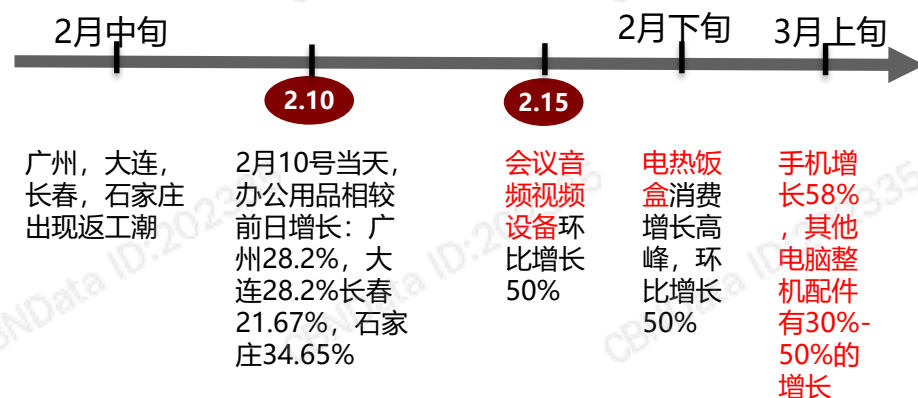 2月中旬
2月下旬
3月上旬
2.10
2.15
广州，大连，
长春，石家庄
出现返工潮
2月10号当天，
办公用品相较
前日增长：广
州28.2%，大
连28.2%长春
21.67%，石家
庄34.65%
会议音
频视频
设备环
比增长
50%
电热饭
盒消费
增长高
峰，环
比增长
50%
手机增
长58%
，其他
电脑整
机配件
有30%-
50%的
增长